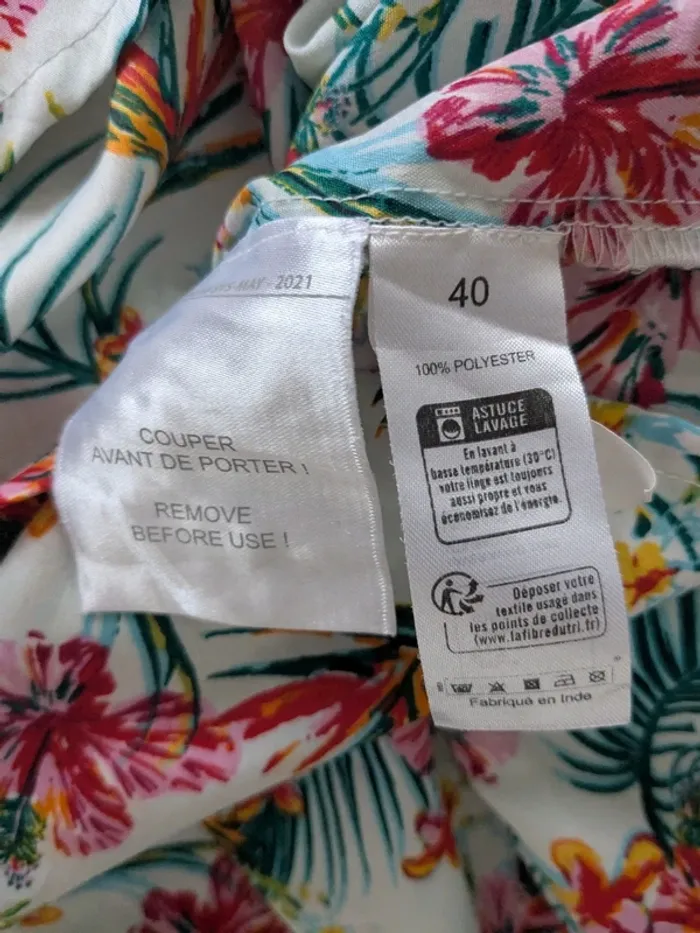 MAY - 2021
COUPER
AVANT DE PORTER !
REMOVE
BEFORE USE !
40
100% POLYESTER
ASTUCE
LAVAGE
En lavant à
basse température (30°C)
votre linge est toujours
aussi propre et vous
économisez de l'énergie.
Déposer votre
textile usagé dans
les points de collecte
(www.lafibredutri.fr)
Fabriqué en Inde